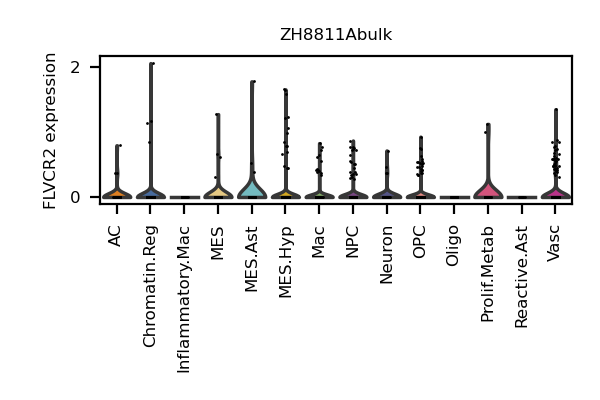 ZH8811Abulk
FLVCR2 expression
2
0
AC
Chromatin.Reg
Inflammatory.Mac
MES
MES.Ast
MES.Hyp
Mac
NPC
Neuron
OPC
Oligo
Prolif.Metab
Reactive.Ast
Vasc